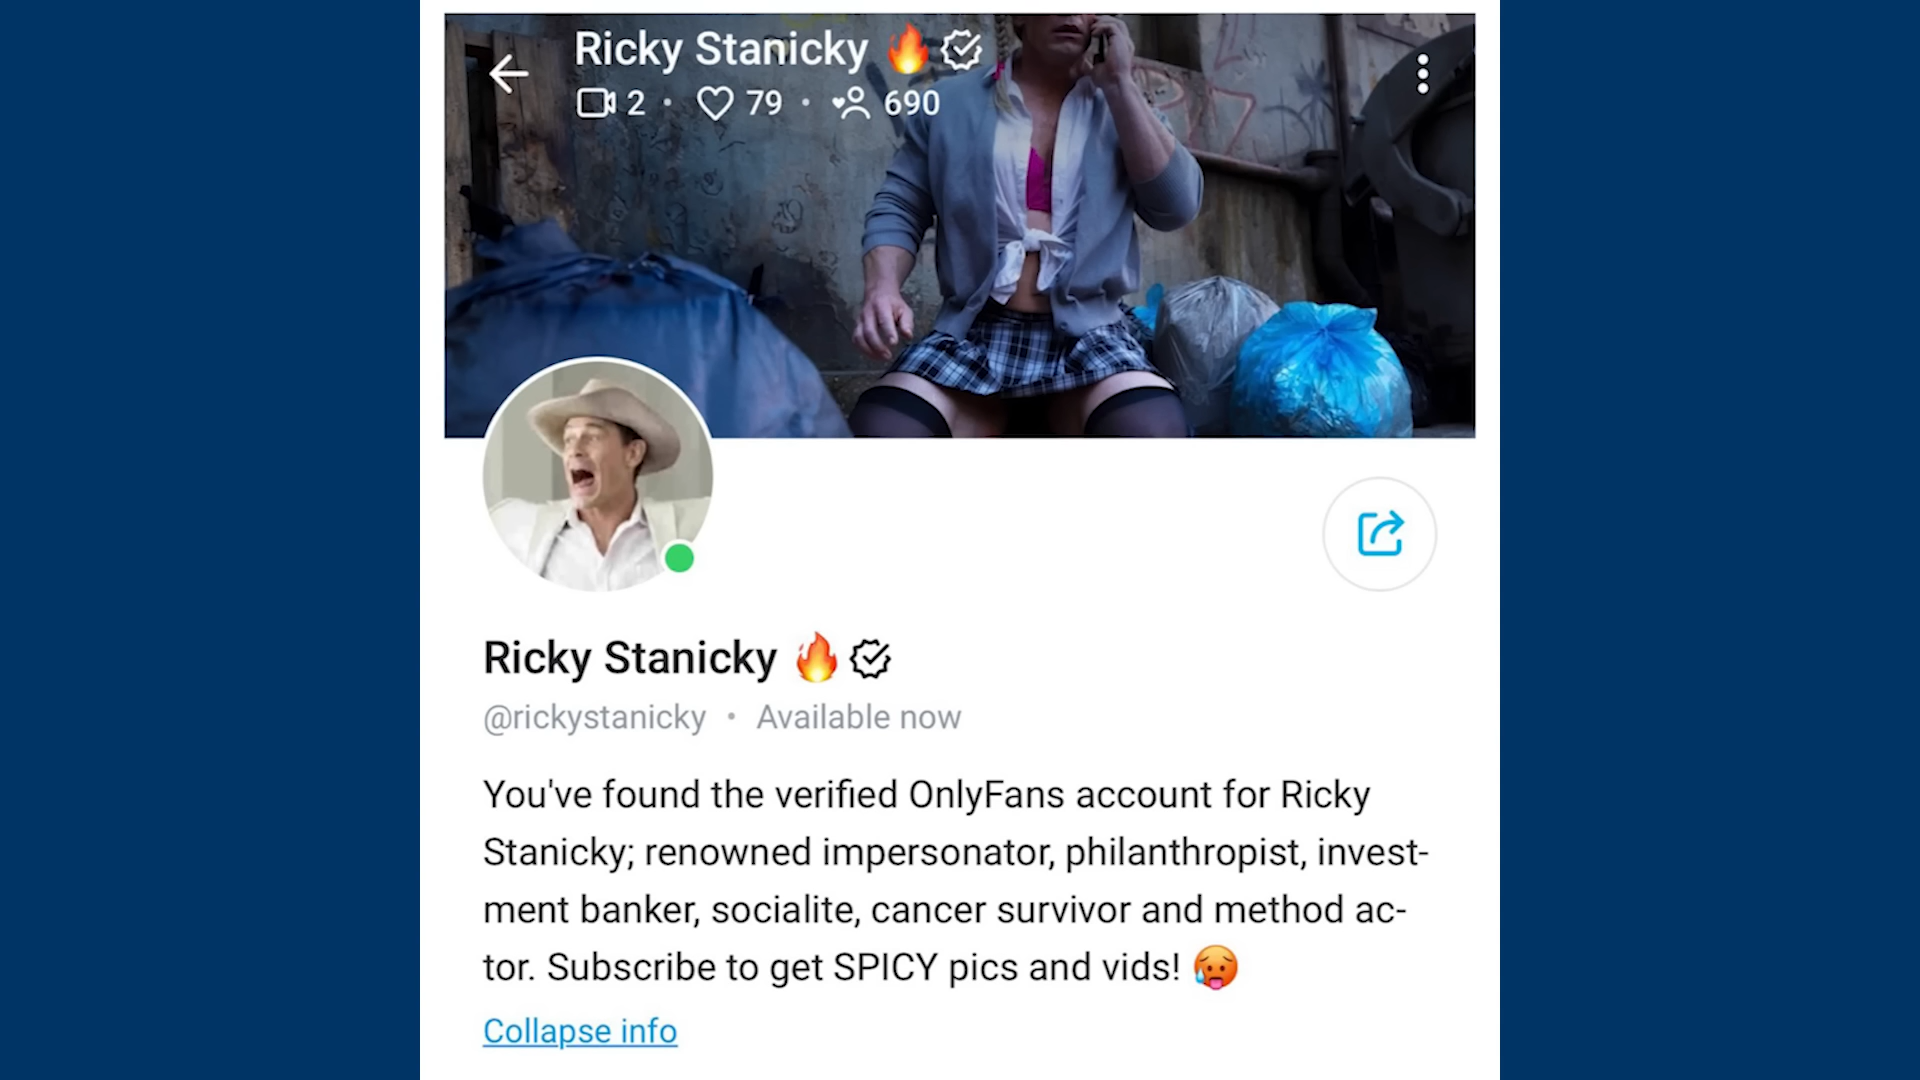 Ricky Stanicky 🔥
2 • 79 • 690
Ricky Stanicky 🔥
@rickystanicky • Available now
You've found the verified OnlyFans account for Ricky
Stanicky; renowned impersonator, philanthropist, invest-
ment banker, socialite, cancer survivor and method ac-
tor. Subscribe to get SPICY pics and vids! 🥵
Collapse info